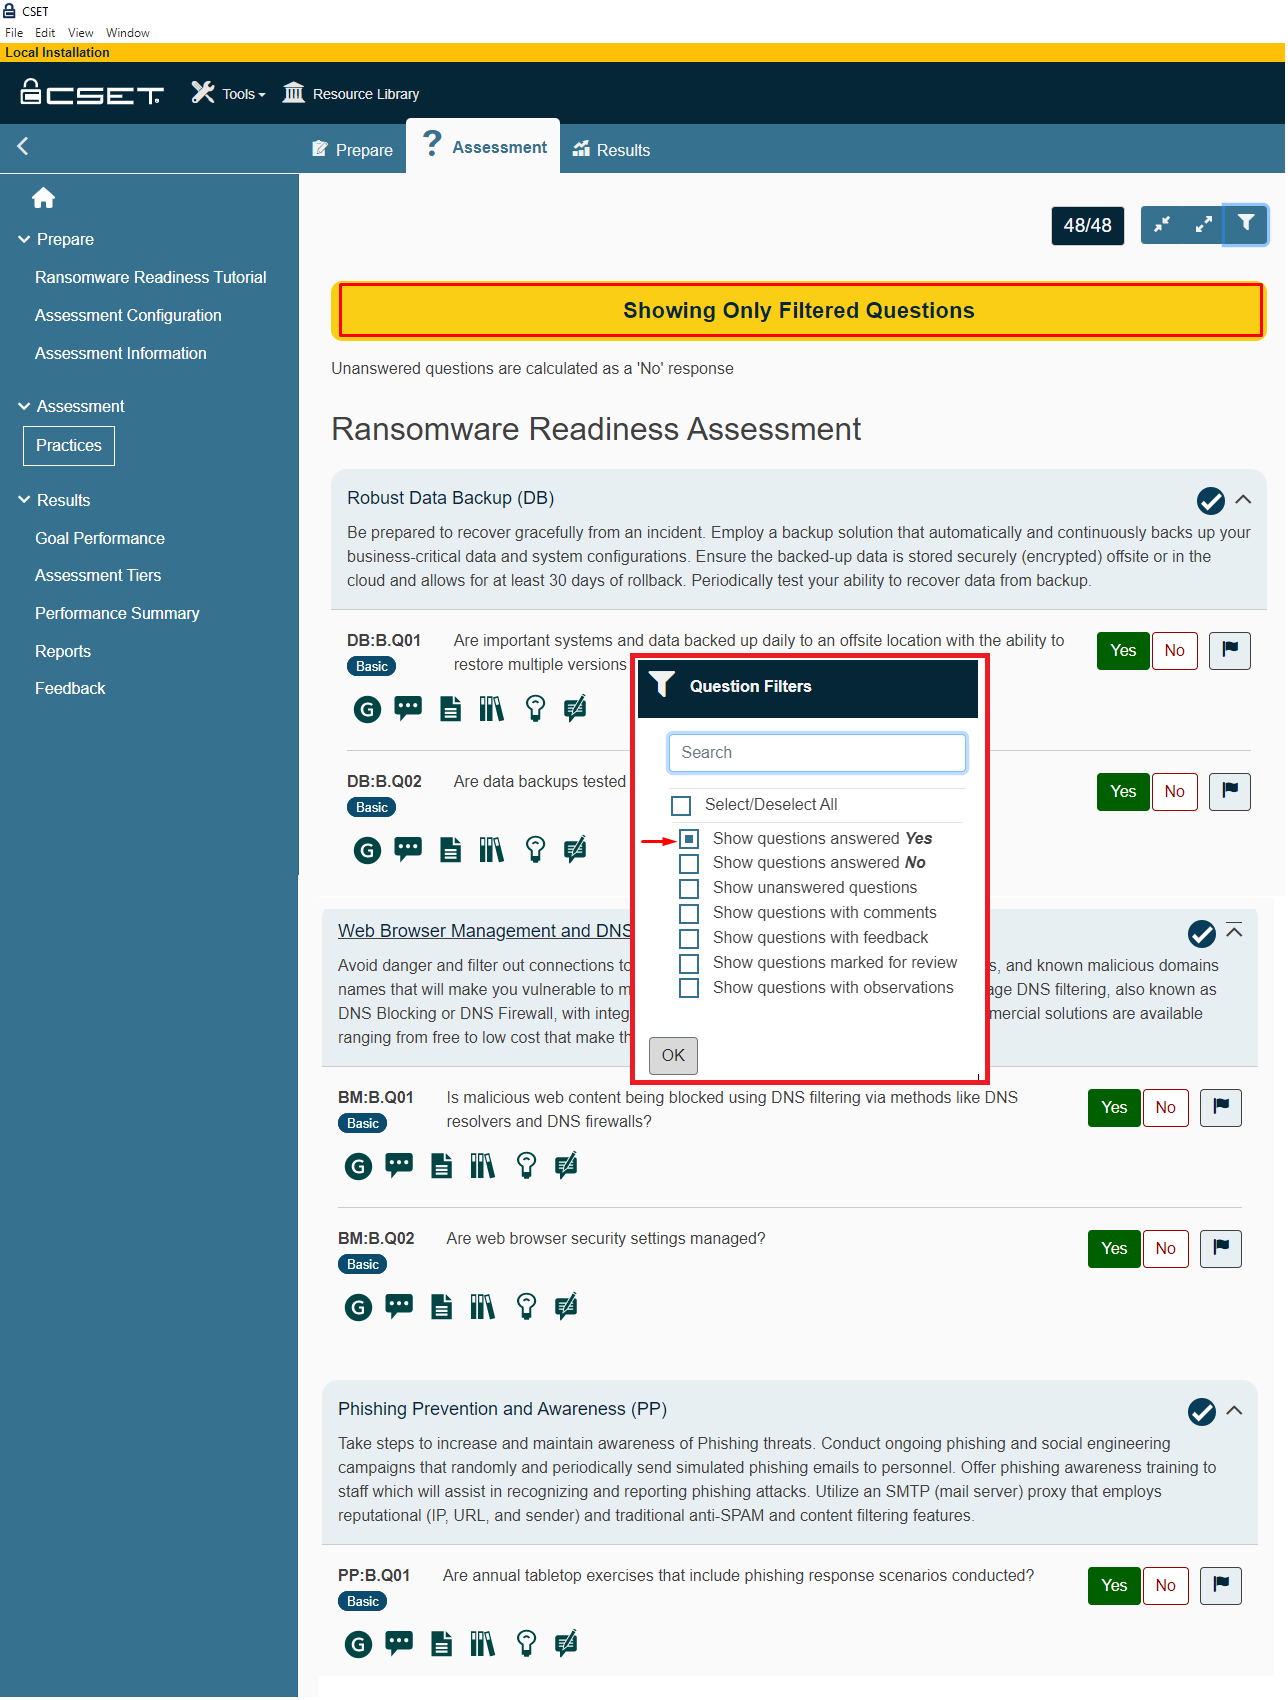 CSET
File Edit View Window
Local Installation
CSET
Tools
Resource Library
Prepare
? Assessment
Results
Prepare
Ransomware Readiness Tutorial
Assessment Configuration
Assessment Information
Assessment
Practices
Results
Goal Performance
Assessment Tiers
Performance Summary
Reports
Feedback
48/48
Showing Only Filtered Questions
Unanswered questions are calculated as a 'No' response
Ransomware Readiness Assessment
Robust Data Backup (DB)
Be prepared to recover gracefully from an incident. Employ a backup solution that automatically and continuously backs up your
business-critical data and system configurations. Ensure the backed-up data is stored securely (encrypted) offsite or in the
cloud and allows for at least 30 days of rollback. Periodically test your ability to recover data from backup.
DB:B.Q01 Are important systems and data backed up daily to an offsite location with the ability to
restore multiple versions
Basic
Yes No
G
DB:B.Q02 Are data backups tested
Basic
Yes No
G
Question Filters
Search
Select/Deselect All
Show questions answered Yes
Show questions answered No
Show unanswered questions
Show questions with comments
Show questions with feedback
Show questions marked for review
Show questions with observations
OK
Web Browser Management and DNS
Avoid danger and filter out connections to s, and known malicious domains
names that will make you vulnerable to m age DNS filtering, also known as
DNS Blocking or DNS Firewall, with integ mercial solutions are available
ranging from free to low cost that make th
BM:B.Q01 Is malicious web content being blocked using DNS filtering via methods like DNS
resolvers and DNS firewalls?
Basic
Yes No
G
BM:B.Q02 Are web browser security settings managed?
Basic
Yes No
G
Phishing Prevention and Awareness (PP)
Take steps to increase and maintain awareness of Phishing threats. Conduct ongoing phishing and social engineering
campaigns that randomly and periodically send simulated phishing emails to personnel. Offer phishing awareness training to
staff which will assist in recognizing and reporting phishing attacks. Utilize an SMTP (mail server) proxy that employs
reputational (IP, URL, and sender) and traditional anti-SPAM and content filtering features.
PP:B.Q01 Are annual tabletop exercises that include phishing response scenarios conducted?
Basic
Yes No
G